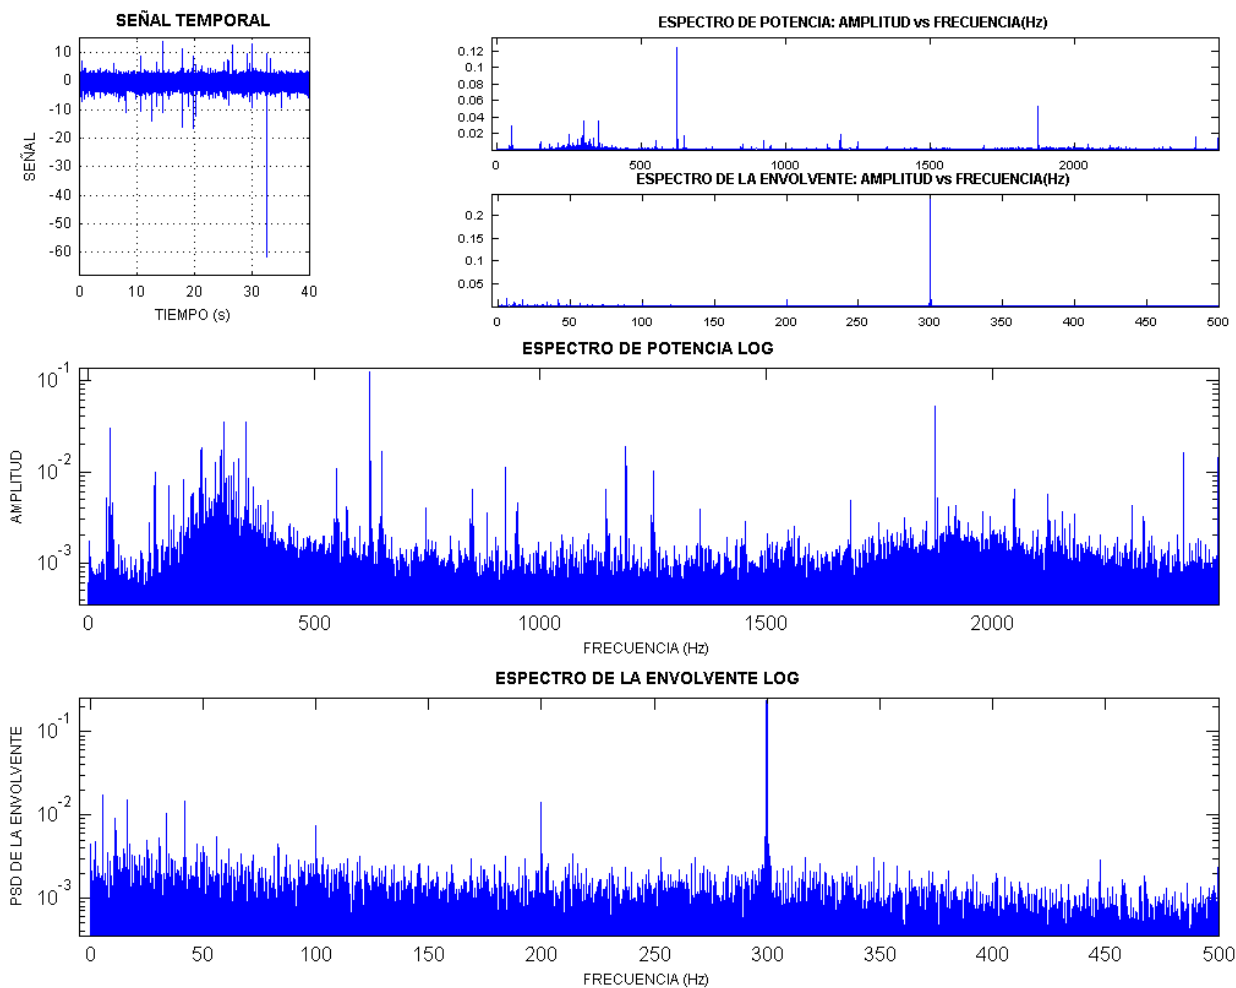 SEÑAL TEMPORAL
10
0
-10
-20
-30
-40
-50
-60
SEÑAL
0 10 20 30 40
TIEMPO (s)
ESPECTRO DE POTENCIA: AMPLITUD vs FRECUENCIA(Hz)
0.12
0.1
0.08
0.06
0.04
0.02
0 500 1000 1500 2000
ESPECTRO DE LA ENVOLVENTE: AMPLITUD vs FRECUENCIA(Hz)
0.2
0.15
0.1
0.05
0 50 100 150 200 250 300 350 400 450 500
ESPECTRO DE POTENCIA LOG
10-1
10-2
10-3
AMPLITUD
0 500 1000 1500 2000
FRECUENCIA (Hz)
ESPECTRO DE LA ENVOLVENTE LOG
10-1
10-2
10-3
PSD DE LA ENVOLVENTE
0 50 100 150 200 250 300 350 400 450 500
FRECUENCIA (Hz)